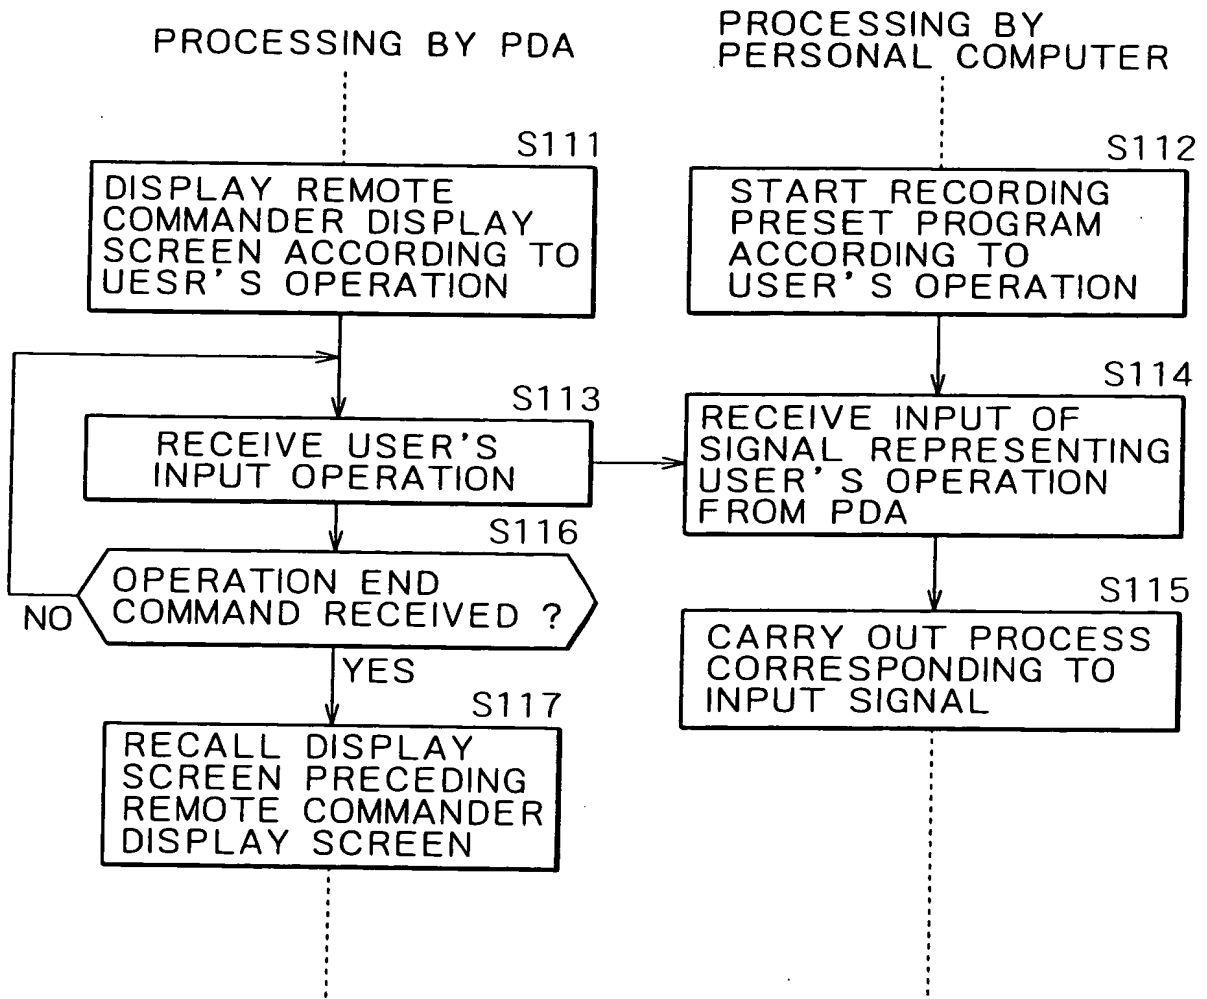 PROCESSING BY PDA
PROCESSING BY
PERSONAL COMPUTER
S111
DISPLAY REMOTE
COMMANDER DISPLAY
SCREEN ACCORDING TO
UESR'S OPERATION
S112
START RECORDING
PRESET PROGRAM
ACCORDING TO
USER'S OPERATION
S113
RECEIVE USER'S
INPUT OPERATION
S114
RECEIVE INPUT OF
SIGNAL REPRESENTING
USER'S OPERATION
FROM PDA
S116
OPERATION END
COMMAND RECEIVED ?
NO
YES
S115
CARRY OUT PROCESS
CORRESPONDING TO
INPUT SIGNAL
S117
RECALL DISPLAY
SCREEN PRECEDING
REMOTE COMMANDER
DISPLAY SCREEN